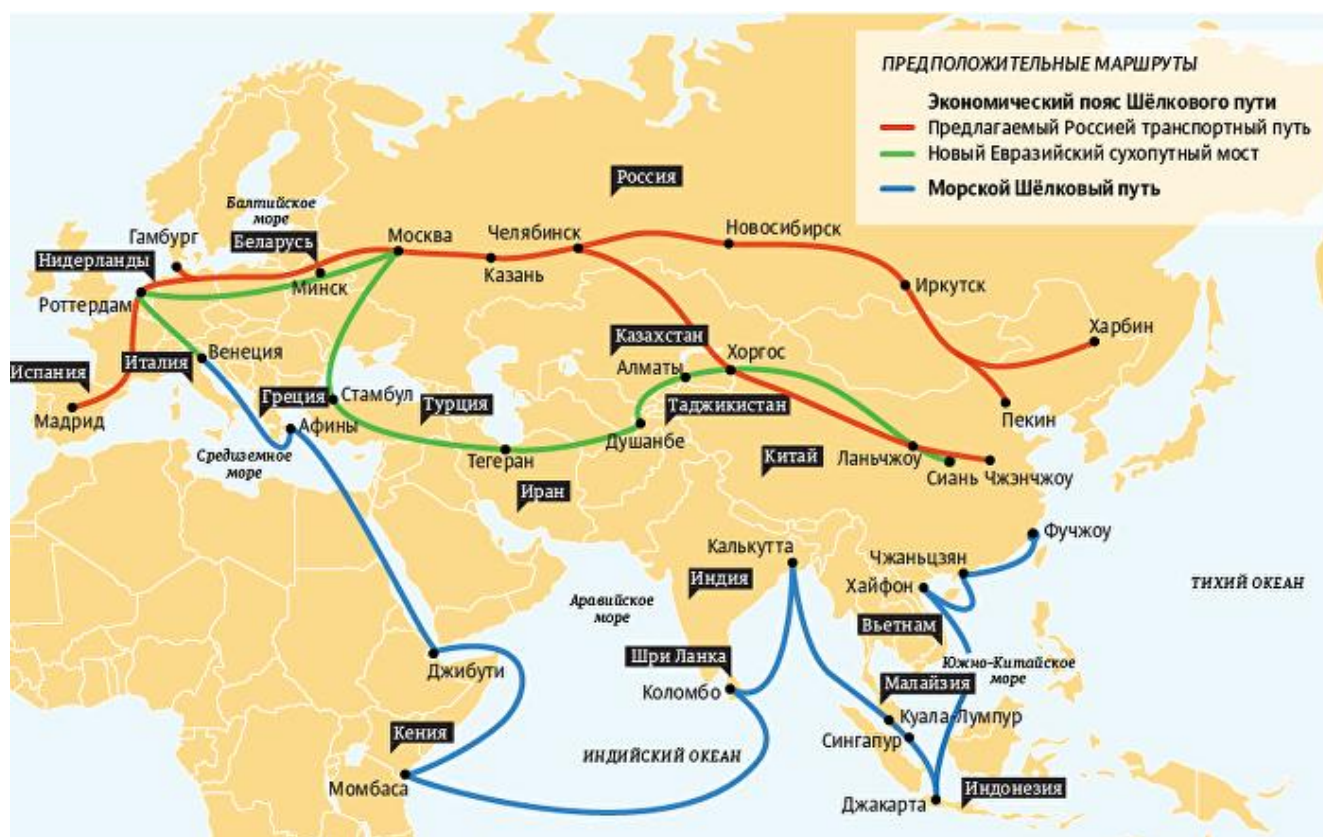 ПРЕДПОЛОЖИТЕЛЬНЫЕ МАРШРУТЫ
Экономический пояс Шёлкового пути
Предлагаемый Россией транспортный путь
Новый Евразийский сухопутный мост
Морской Шёлковый путь
Россия
Балтийское
море
Гамбург
Беларусь
Москва
Челябинск
Новосибирск
Нидерланды
Казань
Минск
Иркутск
Роттердам
Харбин
Казахстан
Венеция
Италия
Хоргос
Алматы
Испания
Стамбул
Греция
Турция
Таджикистан
Мадрид
Афины
Пекин
Душанбе
Средиземное
море
Тегеран
Китай
Ланьчжоу
Сиань
Чжэнчжоу
Иран
Фучжоу
Калькутта
Чжаньцзян
Индия
Хайфон
ТИХИЙ ОКЕАН
Аравийское
море
Вьетнам
Шри Ланка
Южно-Китайское
море
Джибути
Коломбо
Малайзия
Куала-Лумпур
Кения
Сингапур
ИНДИЙСКИЙ ОКЕАН
Момбаса
Индонезия
Джакарта